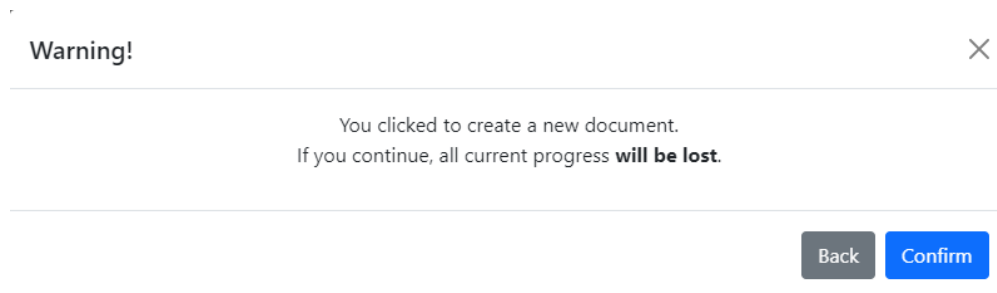 Warning!
You clicked to create a new document.
If you continue, all current progress will be lost.
Back
Confirm